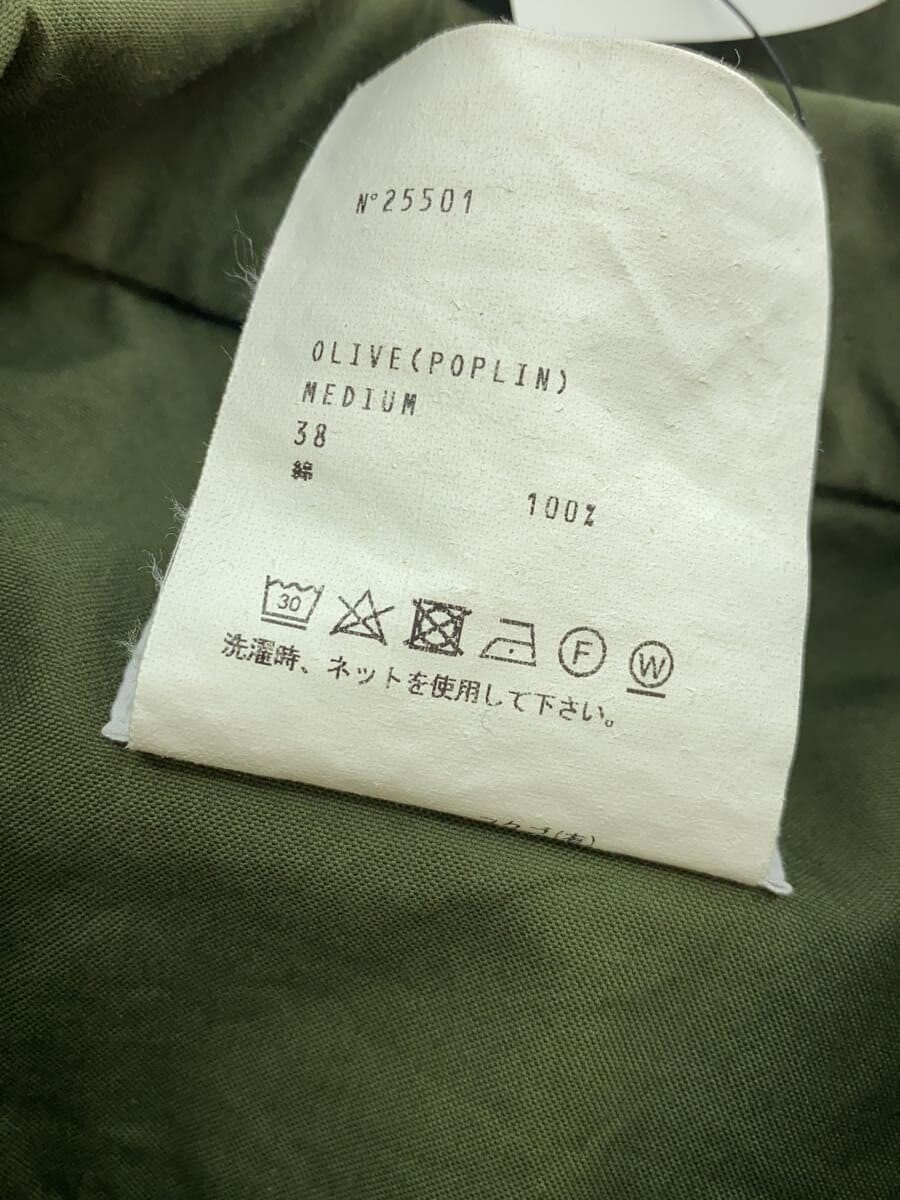 N°25501
OLIVE(POPLIN)
MEDIUM
38
綿 100%
30 F W
洗濯時、ネットを使用して下さい。